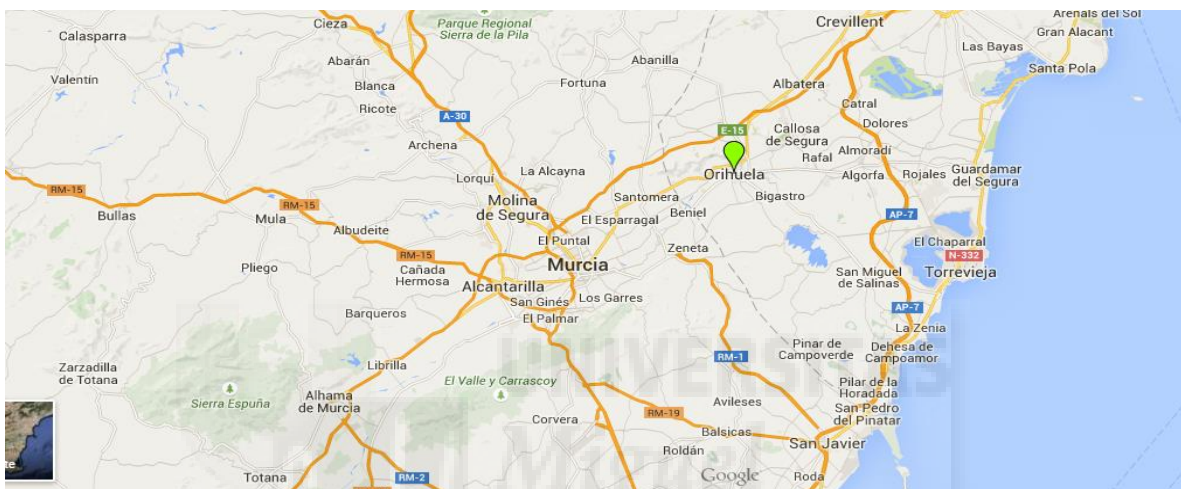 Calasparra
Cieza
Parque Regional
Sierra de la Pila
Crevillent
Arenals del Sol
Gran Alacant
Las Bayas
Santa Pola
Valentín
Abarán
Blanca
Ricote
Fortuna
Abanilla
Albatera
Catral
Dolores
A-30
Archena
E-15
Callosa
de Segura
Rafal
Almoradí
Lorquí
La Alcayna
Orihuela
Algorfa
Rojales
Guardamar
del Segura
RM-15
Bullas
RM-15
Mula
Albudeite
Molina
de Segura
Santomera
El Esparragal
Beniel
Bigastro
AP-7
El Puntal
Zeneta
El Chaparral
N-332
Pliego
RM-15
Cañada
Hermosa
Murcia
Alcantarilla
San Miguel
de Salinas
Torrevieja
Barqueros
San Ginés
Los Garres
El Palmar
AP-7
La Zenia
Zarzadilla
de Totana
Librilla
RM-1
Pinar de
Campoverde
Dehesa de
Campoamor
Sierra Espuña
Alhama
de Murcia
El Valle y Carrascoy
Pilar de la
Horadada
Corvera
RM-19
Avileses
San Pedro
del Pinatar
Balsicas
San Javier
Roldán
Totana
RM-2
Google
Roda
UNIVERSITAS
Miguel